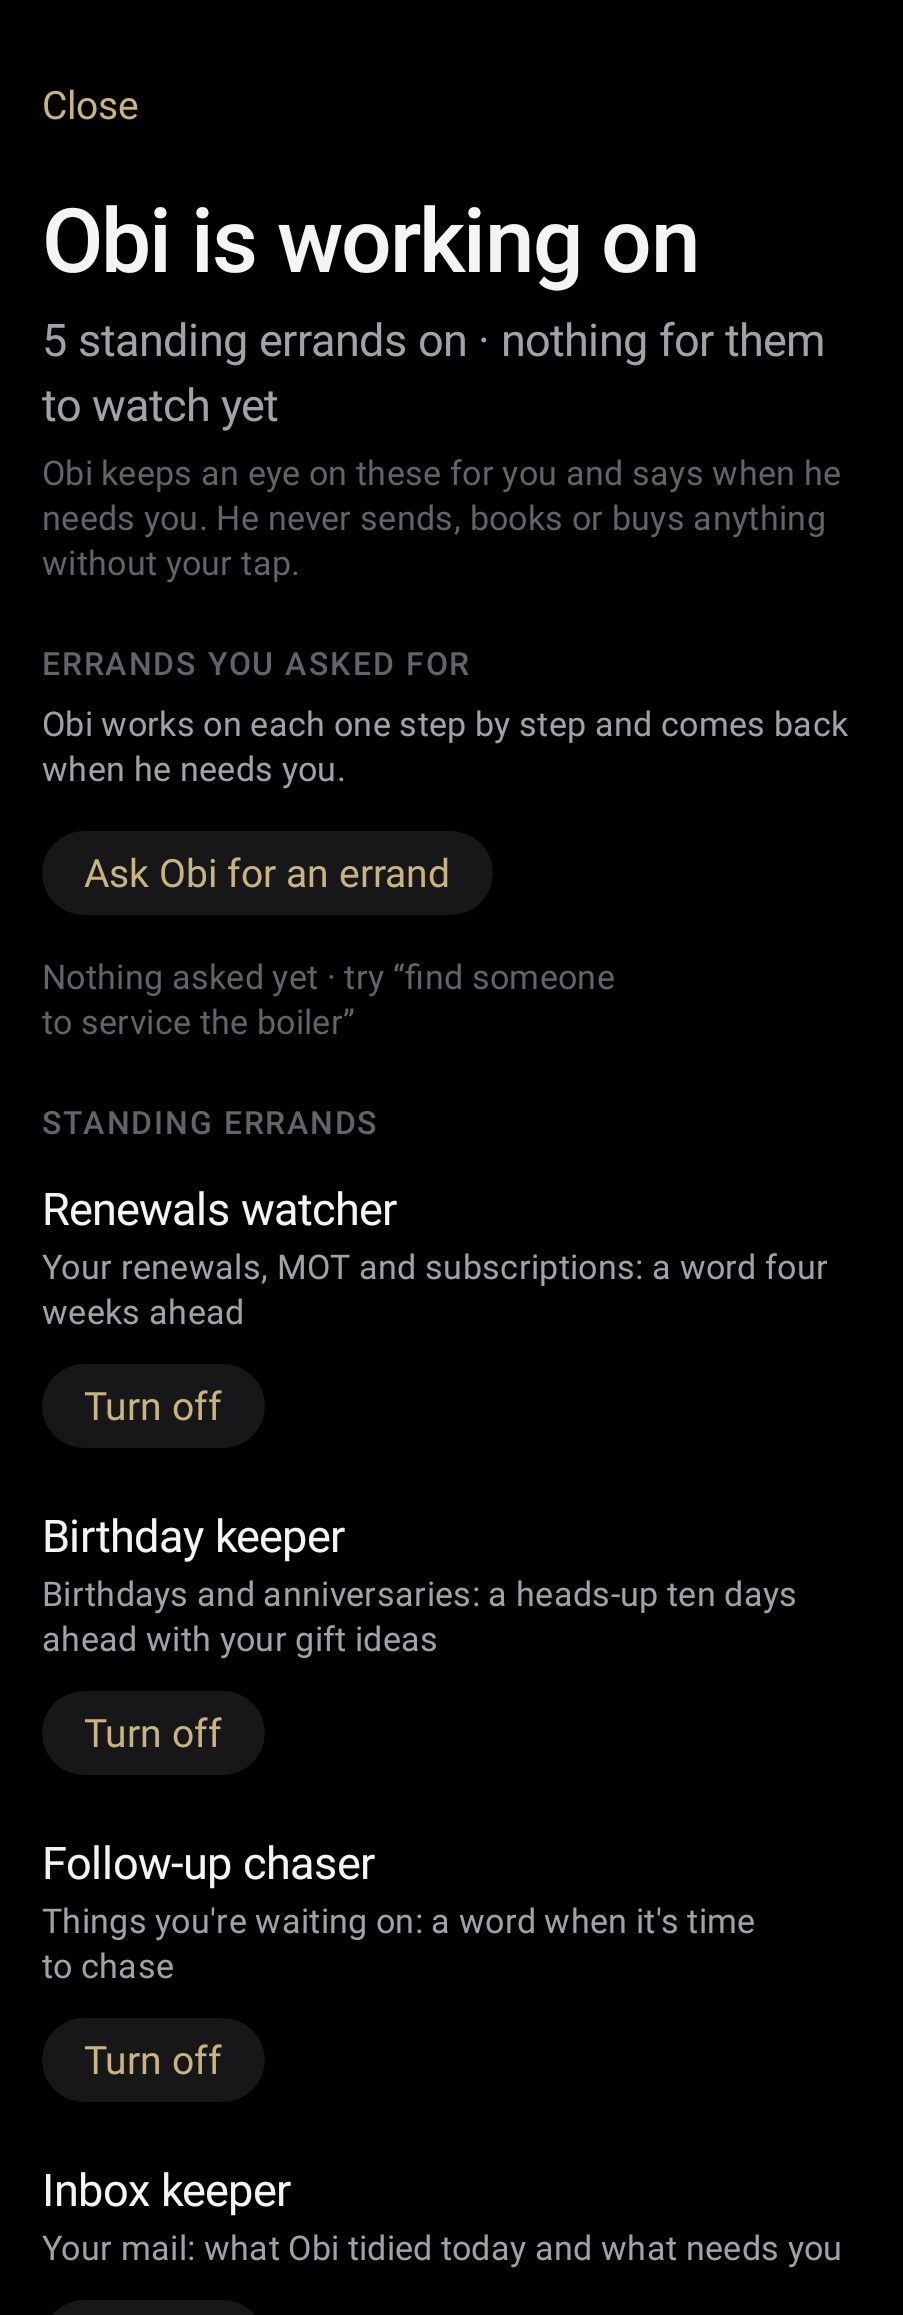 Close
Obi is working on
5 standing errands on · nothing for them
to watch yet
Obi keeps an eye on these for you and says when he
needs you. He never sends, books or buys anything
without your tap.
ERRANDS YOU ASKED FOR
Obi works on each one step by step and comes back
when he needs you.
Ask Obi for an errand
Nothing asked yet · try “find someone
to service the boiler”
STANDING ERRANDS
Renewals watcher
Your renewals, MOT and subscriptions: a word four
weeks ahead
Turn off
Birthday keeper
Birthdays and anniversaries: a heads-up ten days
ahead with your gift ideas
Turn off
Follow-up chaser
Things you're waiting on: a word when it's time
to chase
Turn off
Inbox keeper
Your mail: what Obi tidied today and what needs you